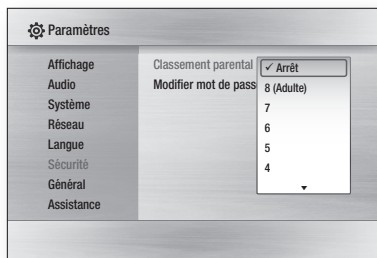 Paramètres
Affichage
Audio
Système
Réseau
Langue
Sécurité
Général
Assistance
Classement parental
Modifier mot de pass
✓ Arrêt
8 (Adulte)
7
6
5
4